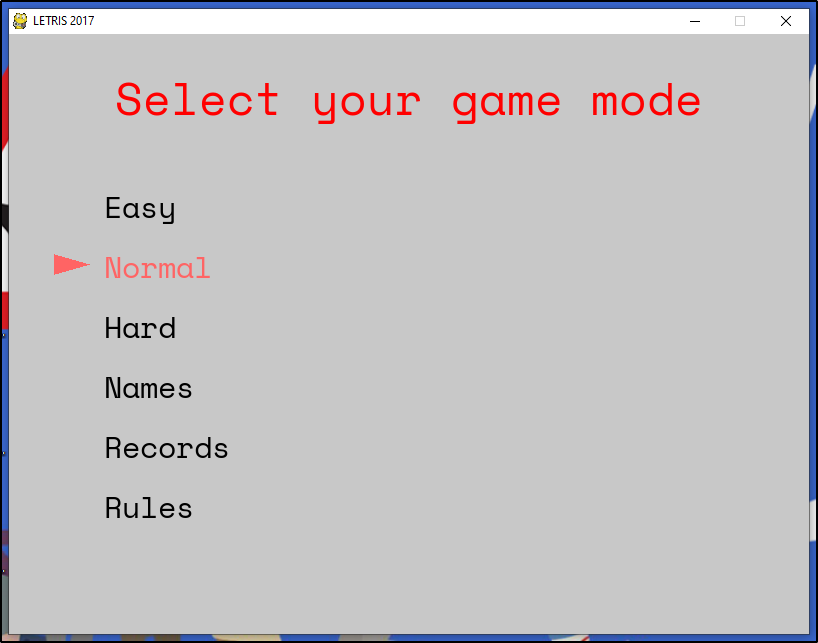 LETRIS 2017
Select your game mode
Easy
Normal
Hard
Names
Records
Rules